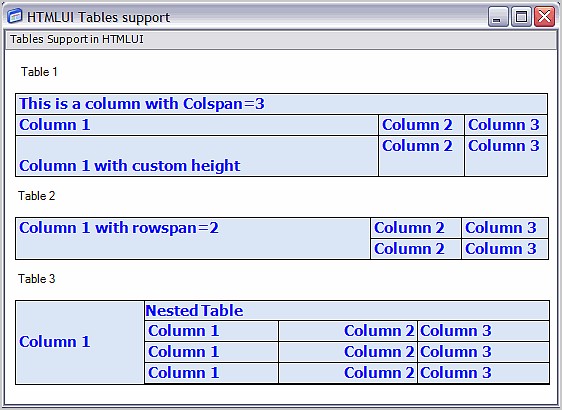 HTMLUI Tables support
Tables Support in HTMLUI
Table 1
This is a column with Colspan=3
Column 1 Column 2 Column 3
Column 2 Column 3
Column 1 with custom height
Table 2
Column 1 with rowspan=2 Column 2 Column 3
Column 2 Column 3
Table 3
Nested Table
Column 1 Column 2 Column 3
Column 1 Column 1 Column 2 Column 3
Column 1 Column 2 Column 3